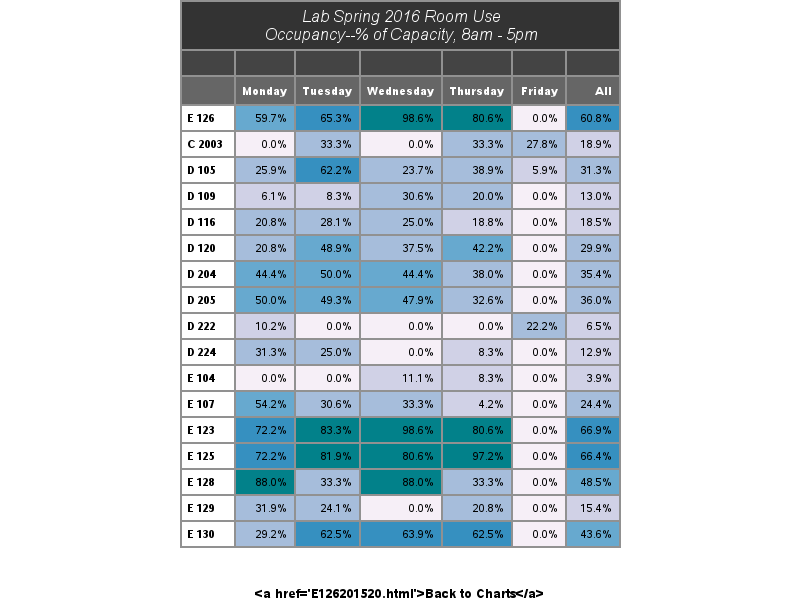 Lab Spring 2016 Room Use
Occupancy--% of Capacity, 8am - 5pm
Monday Tuesday Wednesday Thursday Friday All
E 126 59.7% 65.3% 98.6% 80.6% 0.0% 60.8%
C 2003 0.0% 33.3% 0.0% 33.3% 27.8% 18.9%
D 105 25.9% 62.2% 23.7% 38.9% 5.9% 31.3%
D 109 6.1% 8.3% 30.6% 20.0% 0.0% 13.0%
D 116 20.8% 28.1% 25.0% 18.8% 0.0% 18.5%
D 120 20.8% 48.9% 37.5% 42.2% 0.0% 29.9%
D 204 44.4% 50.0% 44.4% 38.0% 0.0% 35.4%
D 205 50.0% 49.3% 47.9% 32.6% 0.0% 36.0%
D 222 10.2% 0.0% 0.0% 0.0% 22.2% 6.5%
D 224 31.3% 25.0% 0.0% 8.3% 0.0% 12.9%
E 104 0.0% 0.0% 11.1% 8.3% 0.0% 3.9%
E 107 54.2% 30.6% 33.3% 4.2% 0.0% 24.4%
E 123 72.2% 83.3% 98.6% 80.6% 0.0% 66.9%
E 125 72.2% 81.9% 80.6% 97.2% 0.0% 66.4%
E 128 88.0% 33.3% 88.0% 33.3% 0.0% 48.5%
E 129 31.9% 24.1% 0.0% 20.8% 0.0% 15.4%
E 130 29.2% 62.5% 63.9% 62.5% 0.0% 43.6%
<a href='E126201520.html'>Back to Charts</a>